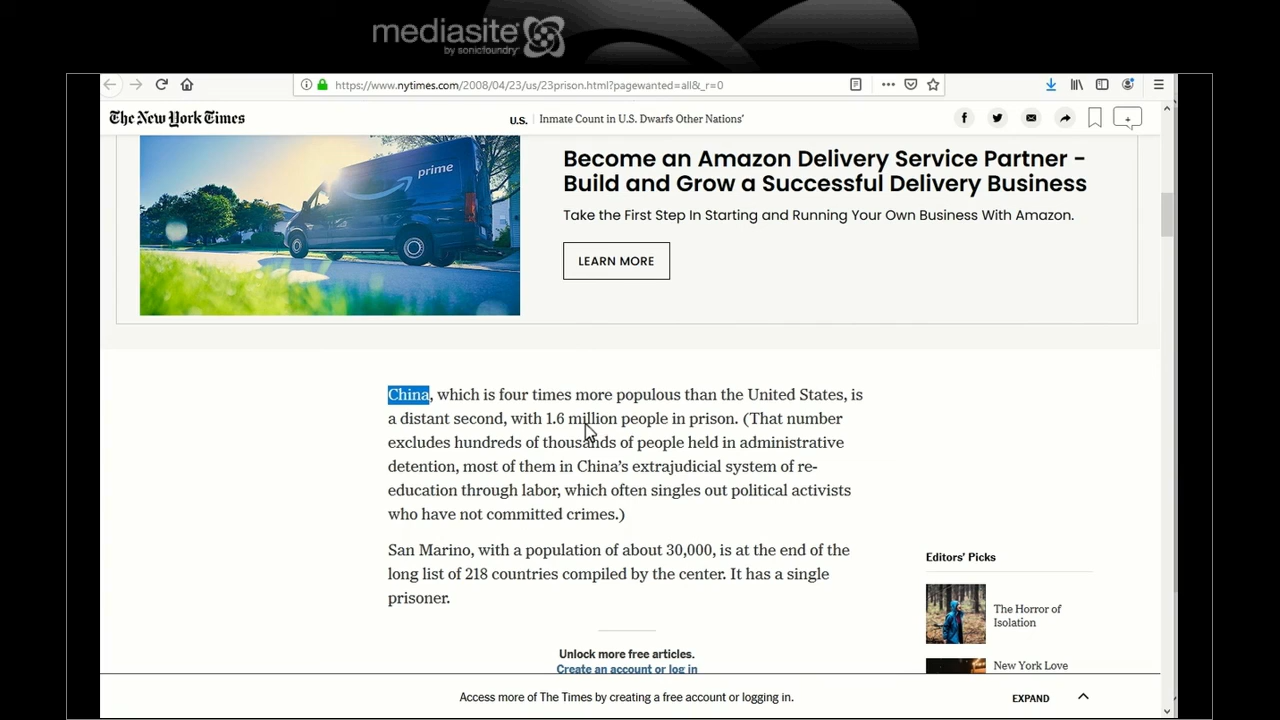 mediasite
by sonicfoundry
https://www.nytimes.com/2008/04/23/us/23prison.html?pagewanted=all&_r=0
The New York Times
U.S. Inmate Count in U.S. Dwarfs Other Nations'
prime
Become an Amazon Delivery Service Partner -
Build and Grow a Successful Delivery Business
Take the First Step In Starting and Running Your Own Business With Amazon.
LEARN MORE
China, which is four times more populous than the United States, is
a distant second, with 1.6 million people in prison. (That number
excludes hundreds of thousands of people held in administrative
detention, most of them in China’s extrajudicial system of re-
education through labor, which often singles out political activists
who have not committed crimes.)
San Marino, with a population of about 30,000, is at the end of the
long list of 218 countries compiled by the center. It has a single
prisoner.
Editors’ Picks
The Horror of
Isolation
New York Love
Unlock more free articles.
Create an account or log in
Access more of The Times by creating a free account or logging in.
EXPAND